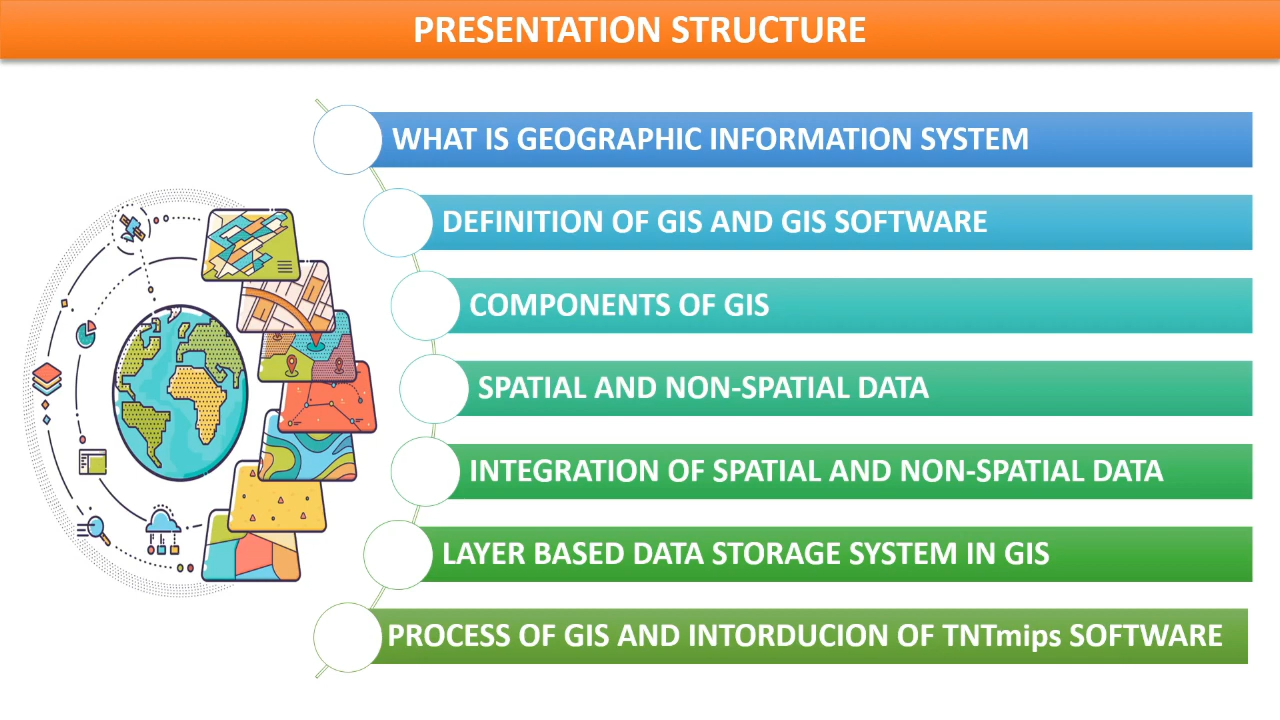 PRESENTATION STRUCTURE
WHAT IS GEOGRAPHIC INFORMATION SYSTEM
DEFINITION OF GIS AND GIS SOFTWARE
COMPONENTS OF GIS
SPATIAL AND NON-SPATIAL DATA
INTEGRATION OF SPATIAL AND NON-SPATIAL DATA
LAYER BASED DATA STORAGE SYSTEM IN GIS
PROCESS OF GIS AND INTORDUCION OF TNTmips SOFTWARE